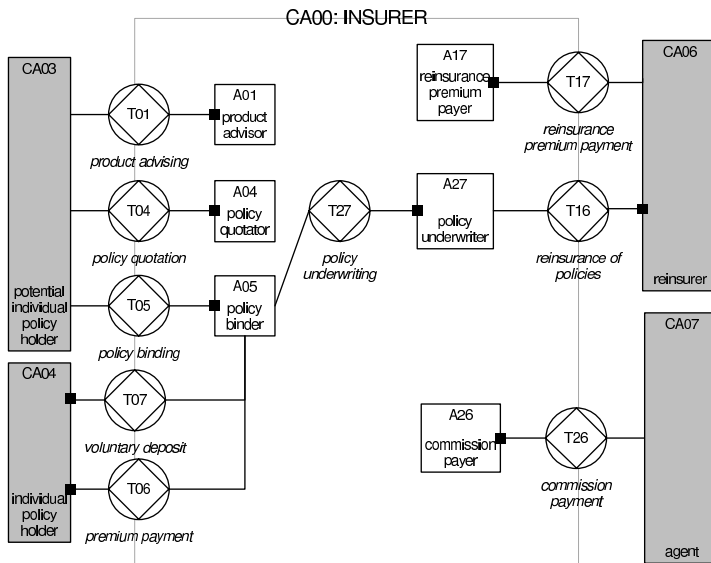 CA00: INSURER
CA03
potential
individual
policy
holder
T01
product advising
A01
product
advisor
T04
policy quotation
A04
policy
quotator
T05
policy binding
A05
policy
binder
CA04
individual
policy
holder
T07
voluntary deposit
T06
premium payment
T27
policy
underwriting
A17
reinsurance
premium
payer
T17
reinsurance
premium payment
A27
policy
underwriter
T16
reinsurance of
policies
CA06
reinsurer
A26
commission
payer
T26
commission
payment
CA07
agent